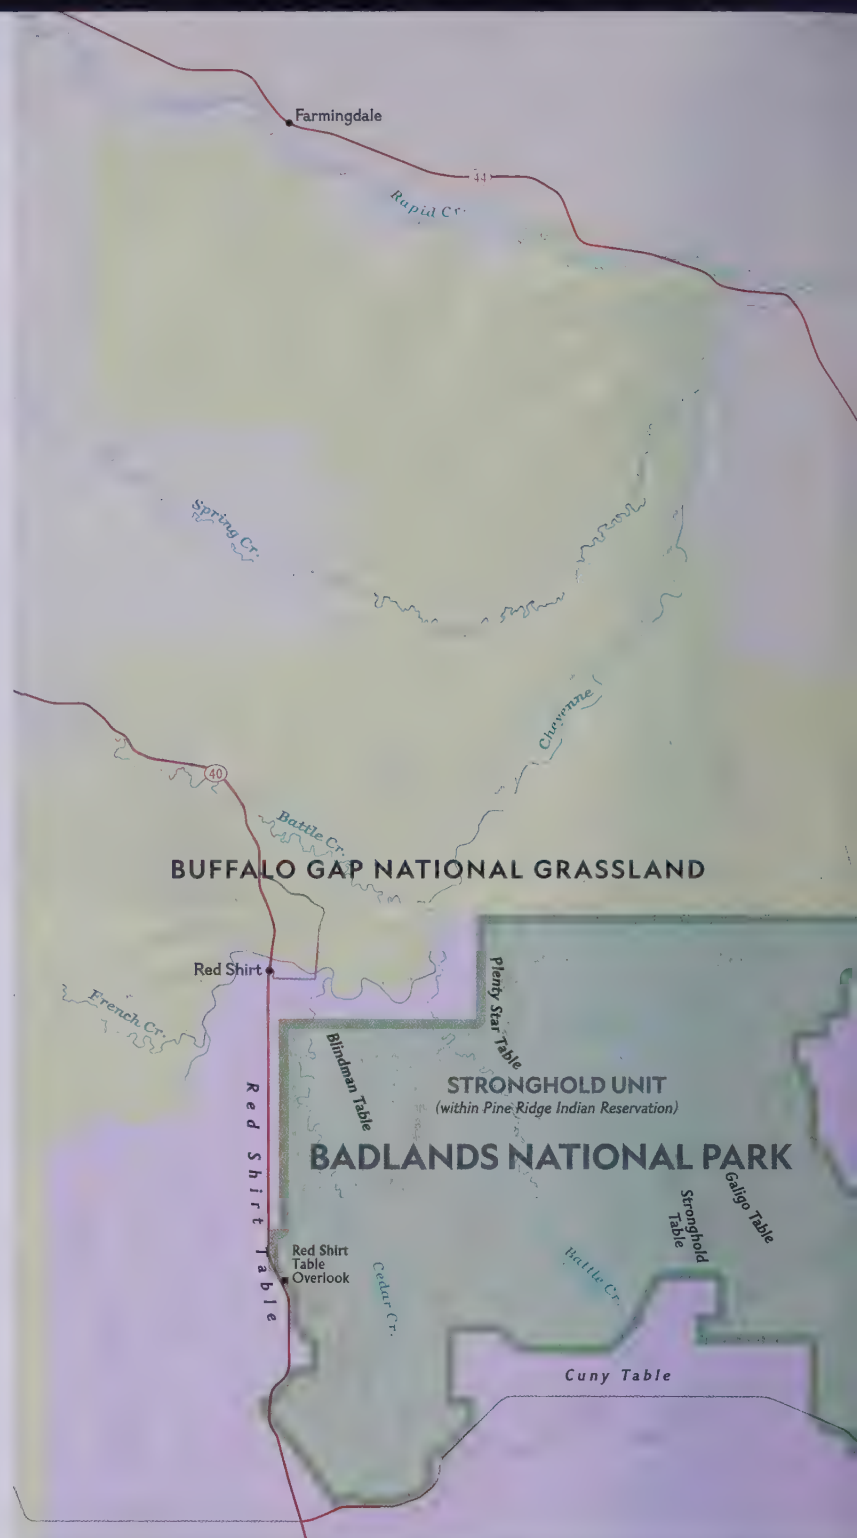 Farmingdale
44
Rapid Cr.
Spring Cr.
Cheyenne
40
Battle Cr.
BUFFALO GAP NATIONAL GRASSLAND
Red Shirt
Plenty Star Table
French Cr.
Blindman Table
STRONGHOLD UNIT
(within Pine Ridge Indian Reservation)
BADLANDS NATIONAL PARK
Red Shirt Table
Galigo Table
Stronghold
Table
Red Shirt
Table
Overlook
Cedar Cr.
Battle Cr.
Cuny Table